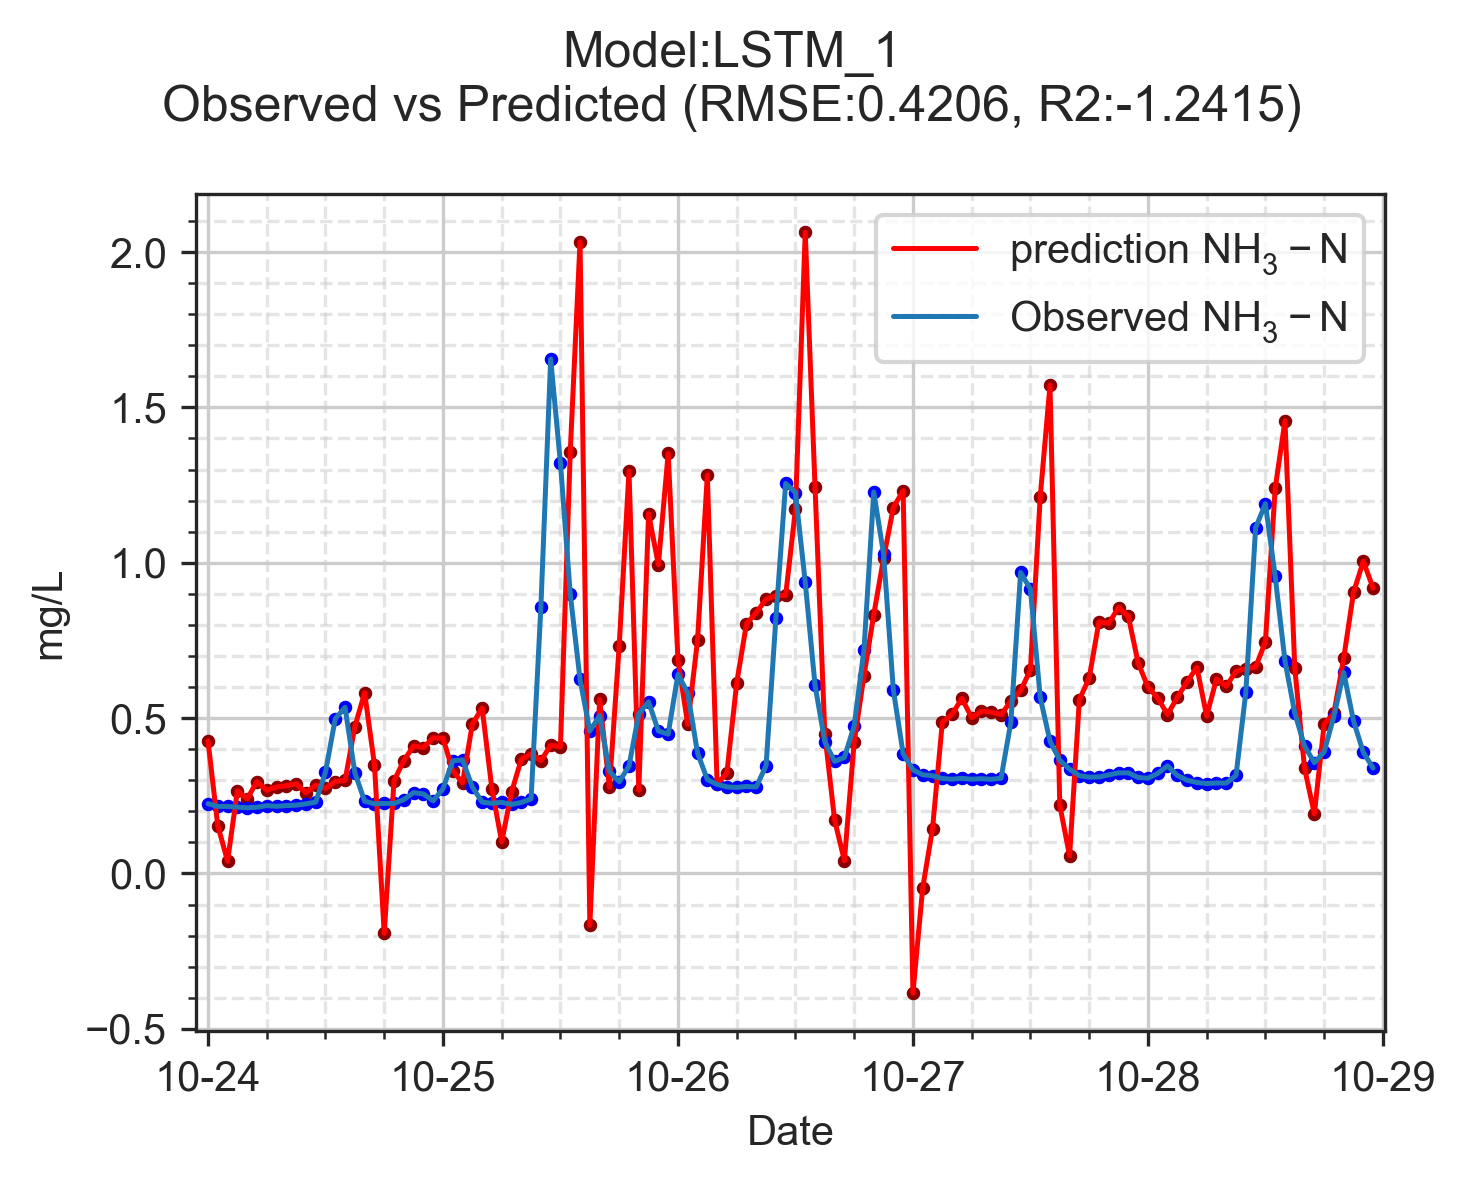 Model:LSTM_1
Observed vs Predicted (RMSE:0.4206, R2:-1.2415)
prediction NH₃ − N
Observed NH₃ − N
2.0
1.5
1.0
0.5
0.0
−0.5
mg/L
10-24 10-25 10-26 10-27 10-28 10-29
Date